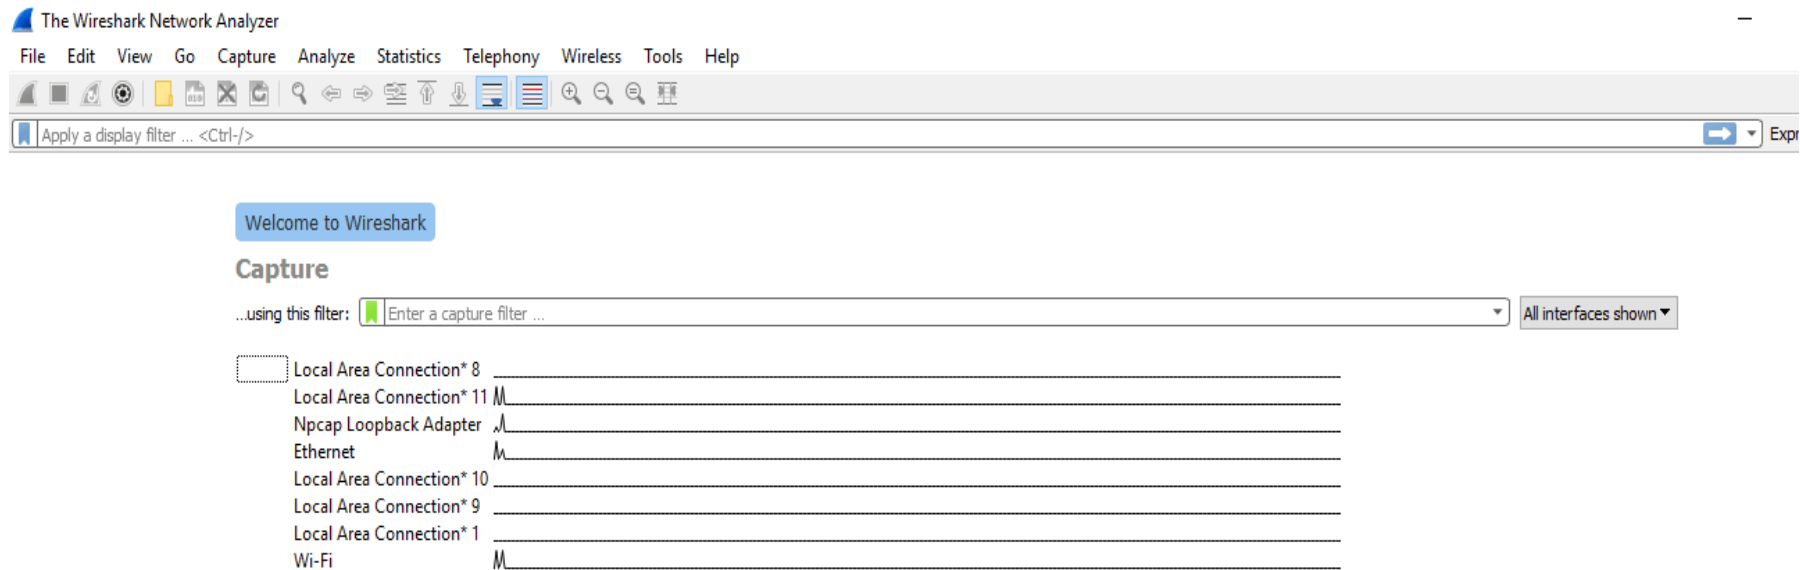 The Wireshark Network Analyzer
File Edit View Go Capture Analyze Statistics Telephony Wireless Tools Help
Apply a display filter ... <Ctrl-/> Expr
Welcome to Wireshark
Capture
...using this filter: Enter a capture filter ... All interfaces shown
Local Area Connection* 8
Local Area Connection* 11
Npcap Loopback Adapter
Ethernet
Local Area Connection* 10
Local Area Connection* 9
Local Area Connection* 1
Wi-Fi